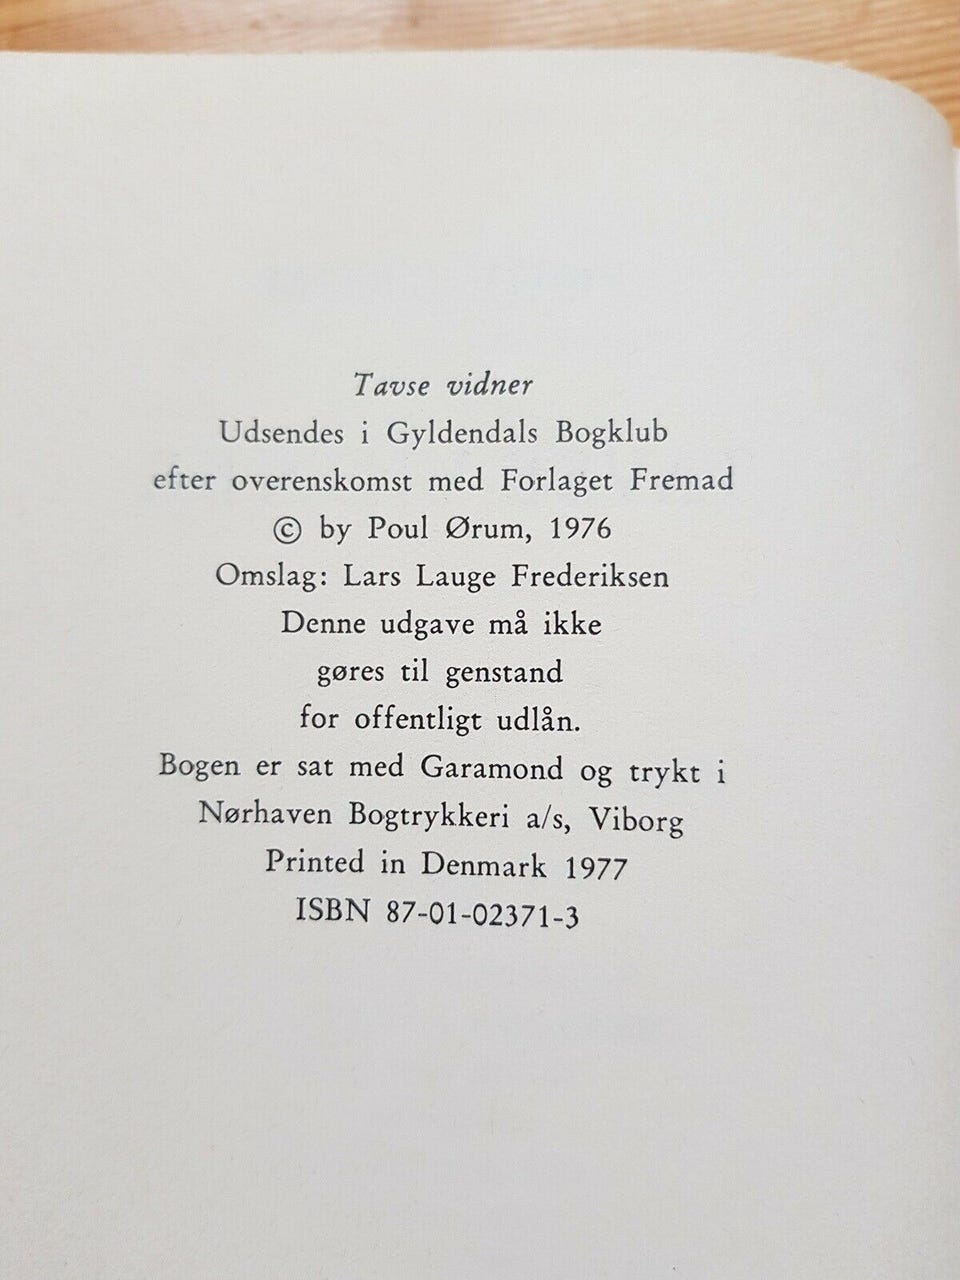 Tavse vidner
Udsendes i Gyldendals Bogklub
efter overenskomst med Forlaget Fremad
© by Poul Ørum, 1976
Omslag: Lars Lauge Frederiksen
Denne udgave må ikke
gøres til genstand
for offentligt udlån.
Bogen er sat med Garamond og trykt i
Nørhaven Bogtrykkeri a/s, Viborg
Printed in Denmark 1977
ISBN 87-01-02371-3